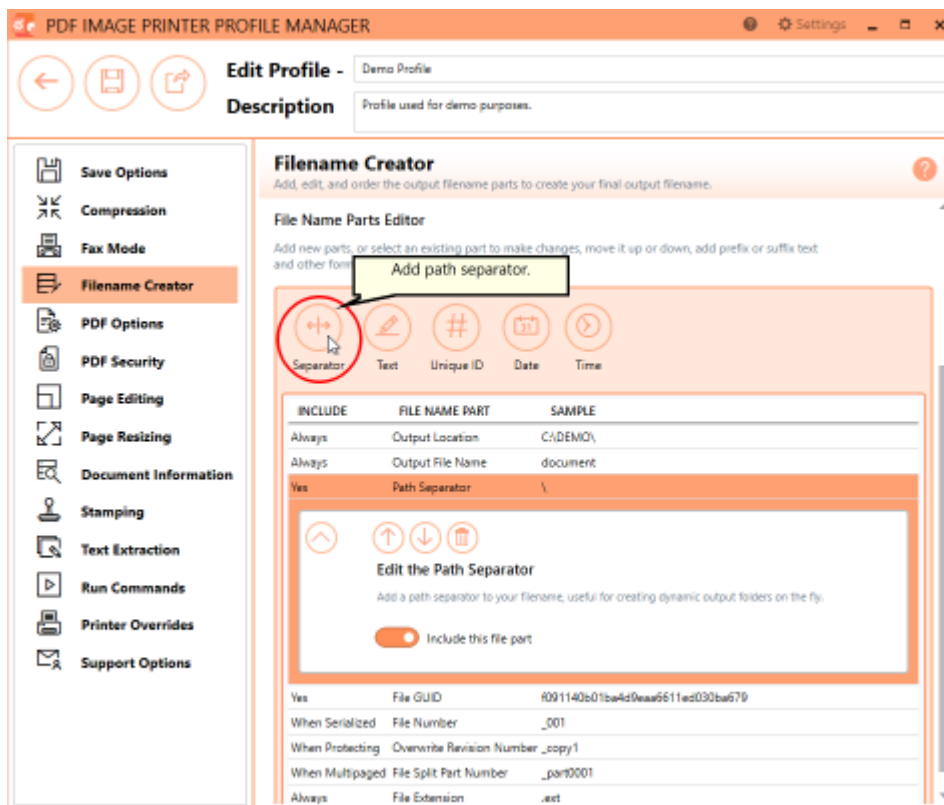 PDF IMAGE PRINTER PROFILE MANAGER
Settings
Edit Profile - Demo Profile
Description Profile used for demo purposes.
Save Options
Compression
Fax Mode
Filename Creator
PDF Options
PDF Security
Page Editing
Page Resizing
Document Information
Stamping
Text Extraction
Run Commands
Printer Overrides
Support Options
Filename Creator
Add, edit, and order the output filename parts to create your final output filename.
File Name Parts Editor
Add new parts, or select an existing part to make changes, move it up or down, add prefix or suffix text
and other form
Add path separator.
Separator Text Unique ID Date Time
INCLUDE FILE NAME PART SAMPLE
Always Output Location C:\DEMO\
Always Output File Name document
Yes Path Separator \
Edit the Path Separator
Add a path separator to your filename, useful for creating dynamic output folders on the fly.
Include this file part
Yes File GUID f091140b01ba4d9eaa6611ed030ba679
When Serialized File Number _001
When Protecting Overwrite Revision Number _copy1
When Multipaged File Split Part Number _part0001
Always File Extension .ext